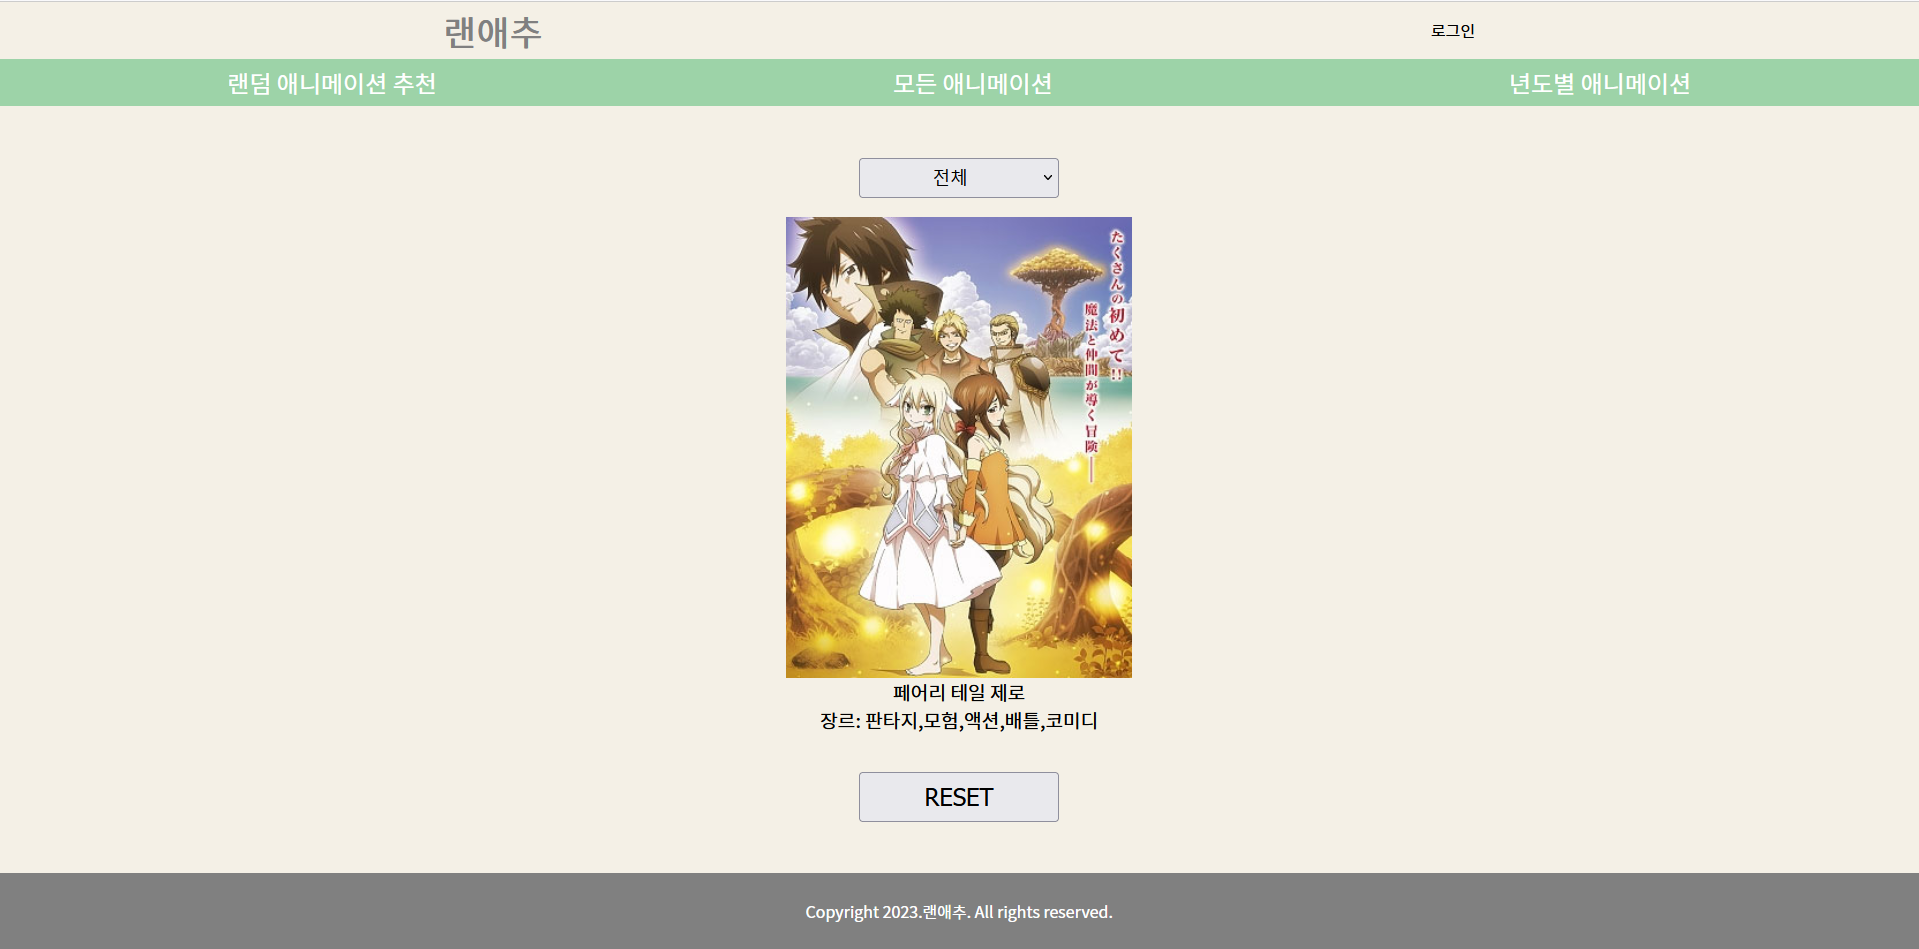 랜애추
로그인
랜덤 애니메이션 추천
모든 애니메이션
년도별 애니메이션
전체
たくさんの初めて!!
魔法と仲間が導く冒険――
페어리 테일 제로
장르: 판타지,모험,액션,배틀,코미디
RESET
Copyright 2023.랜애추. All rights reserved.